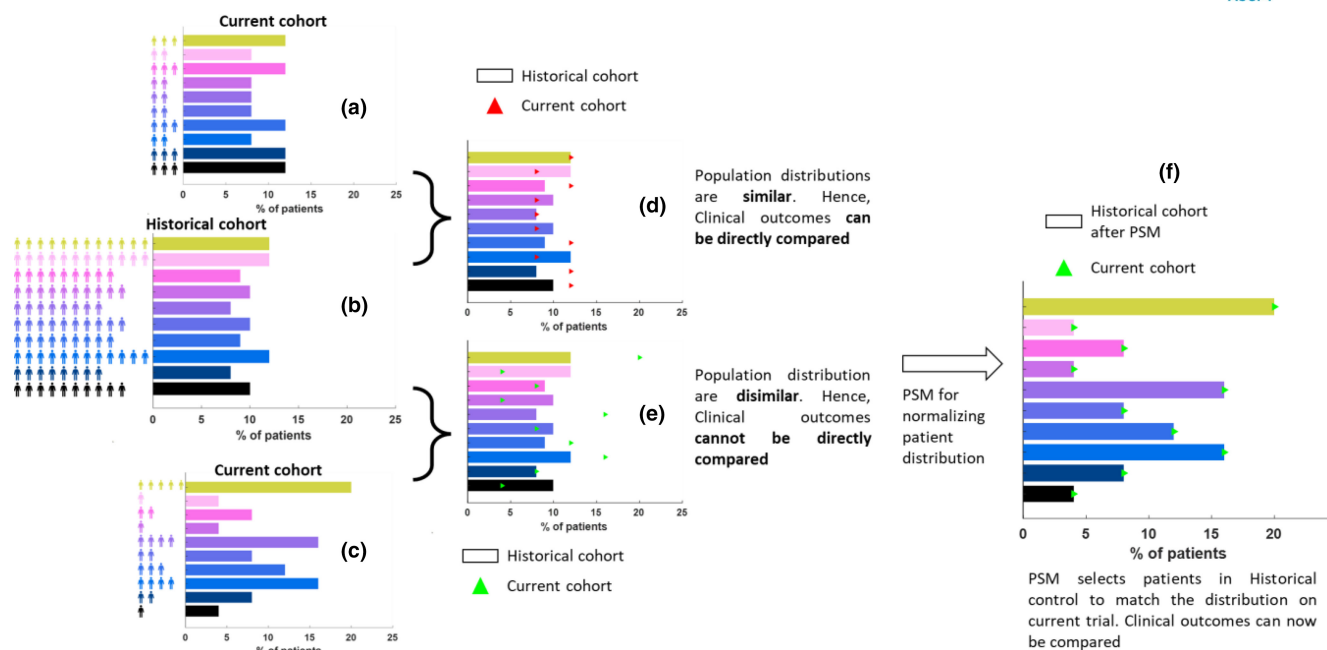 Current cohort
(a)
0 5 10 15 20 25
% of patients
Historical cohort
(b)
0 5 10 15 20 25
% of patients
Current cohort
(c)
0 5 10 15 20 25
% of patients
Historical cohort
Current cohort
(d)
0 5 10 15 20 25
% of patients
Population distributions
are similar. Hence,
Clinical outcomes can
be directly compared
(e)
0 5 10 15 20 25
% of patients
Historical cohort
Current cohort
Population distribution
are disimilar. Hence,
Clinical outcomes
cannot be directly
compared
PSM for
normalizing
patient
distribution
(f)
Historical cohort
after PSM
Current cohort
0 5 10 15 20
% of patients
PSM selects patients in Historical
control to match the distribution on
current trial. Clinical outcomes can now
be compared